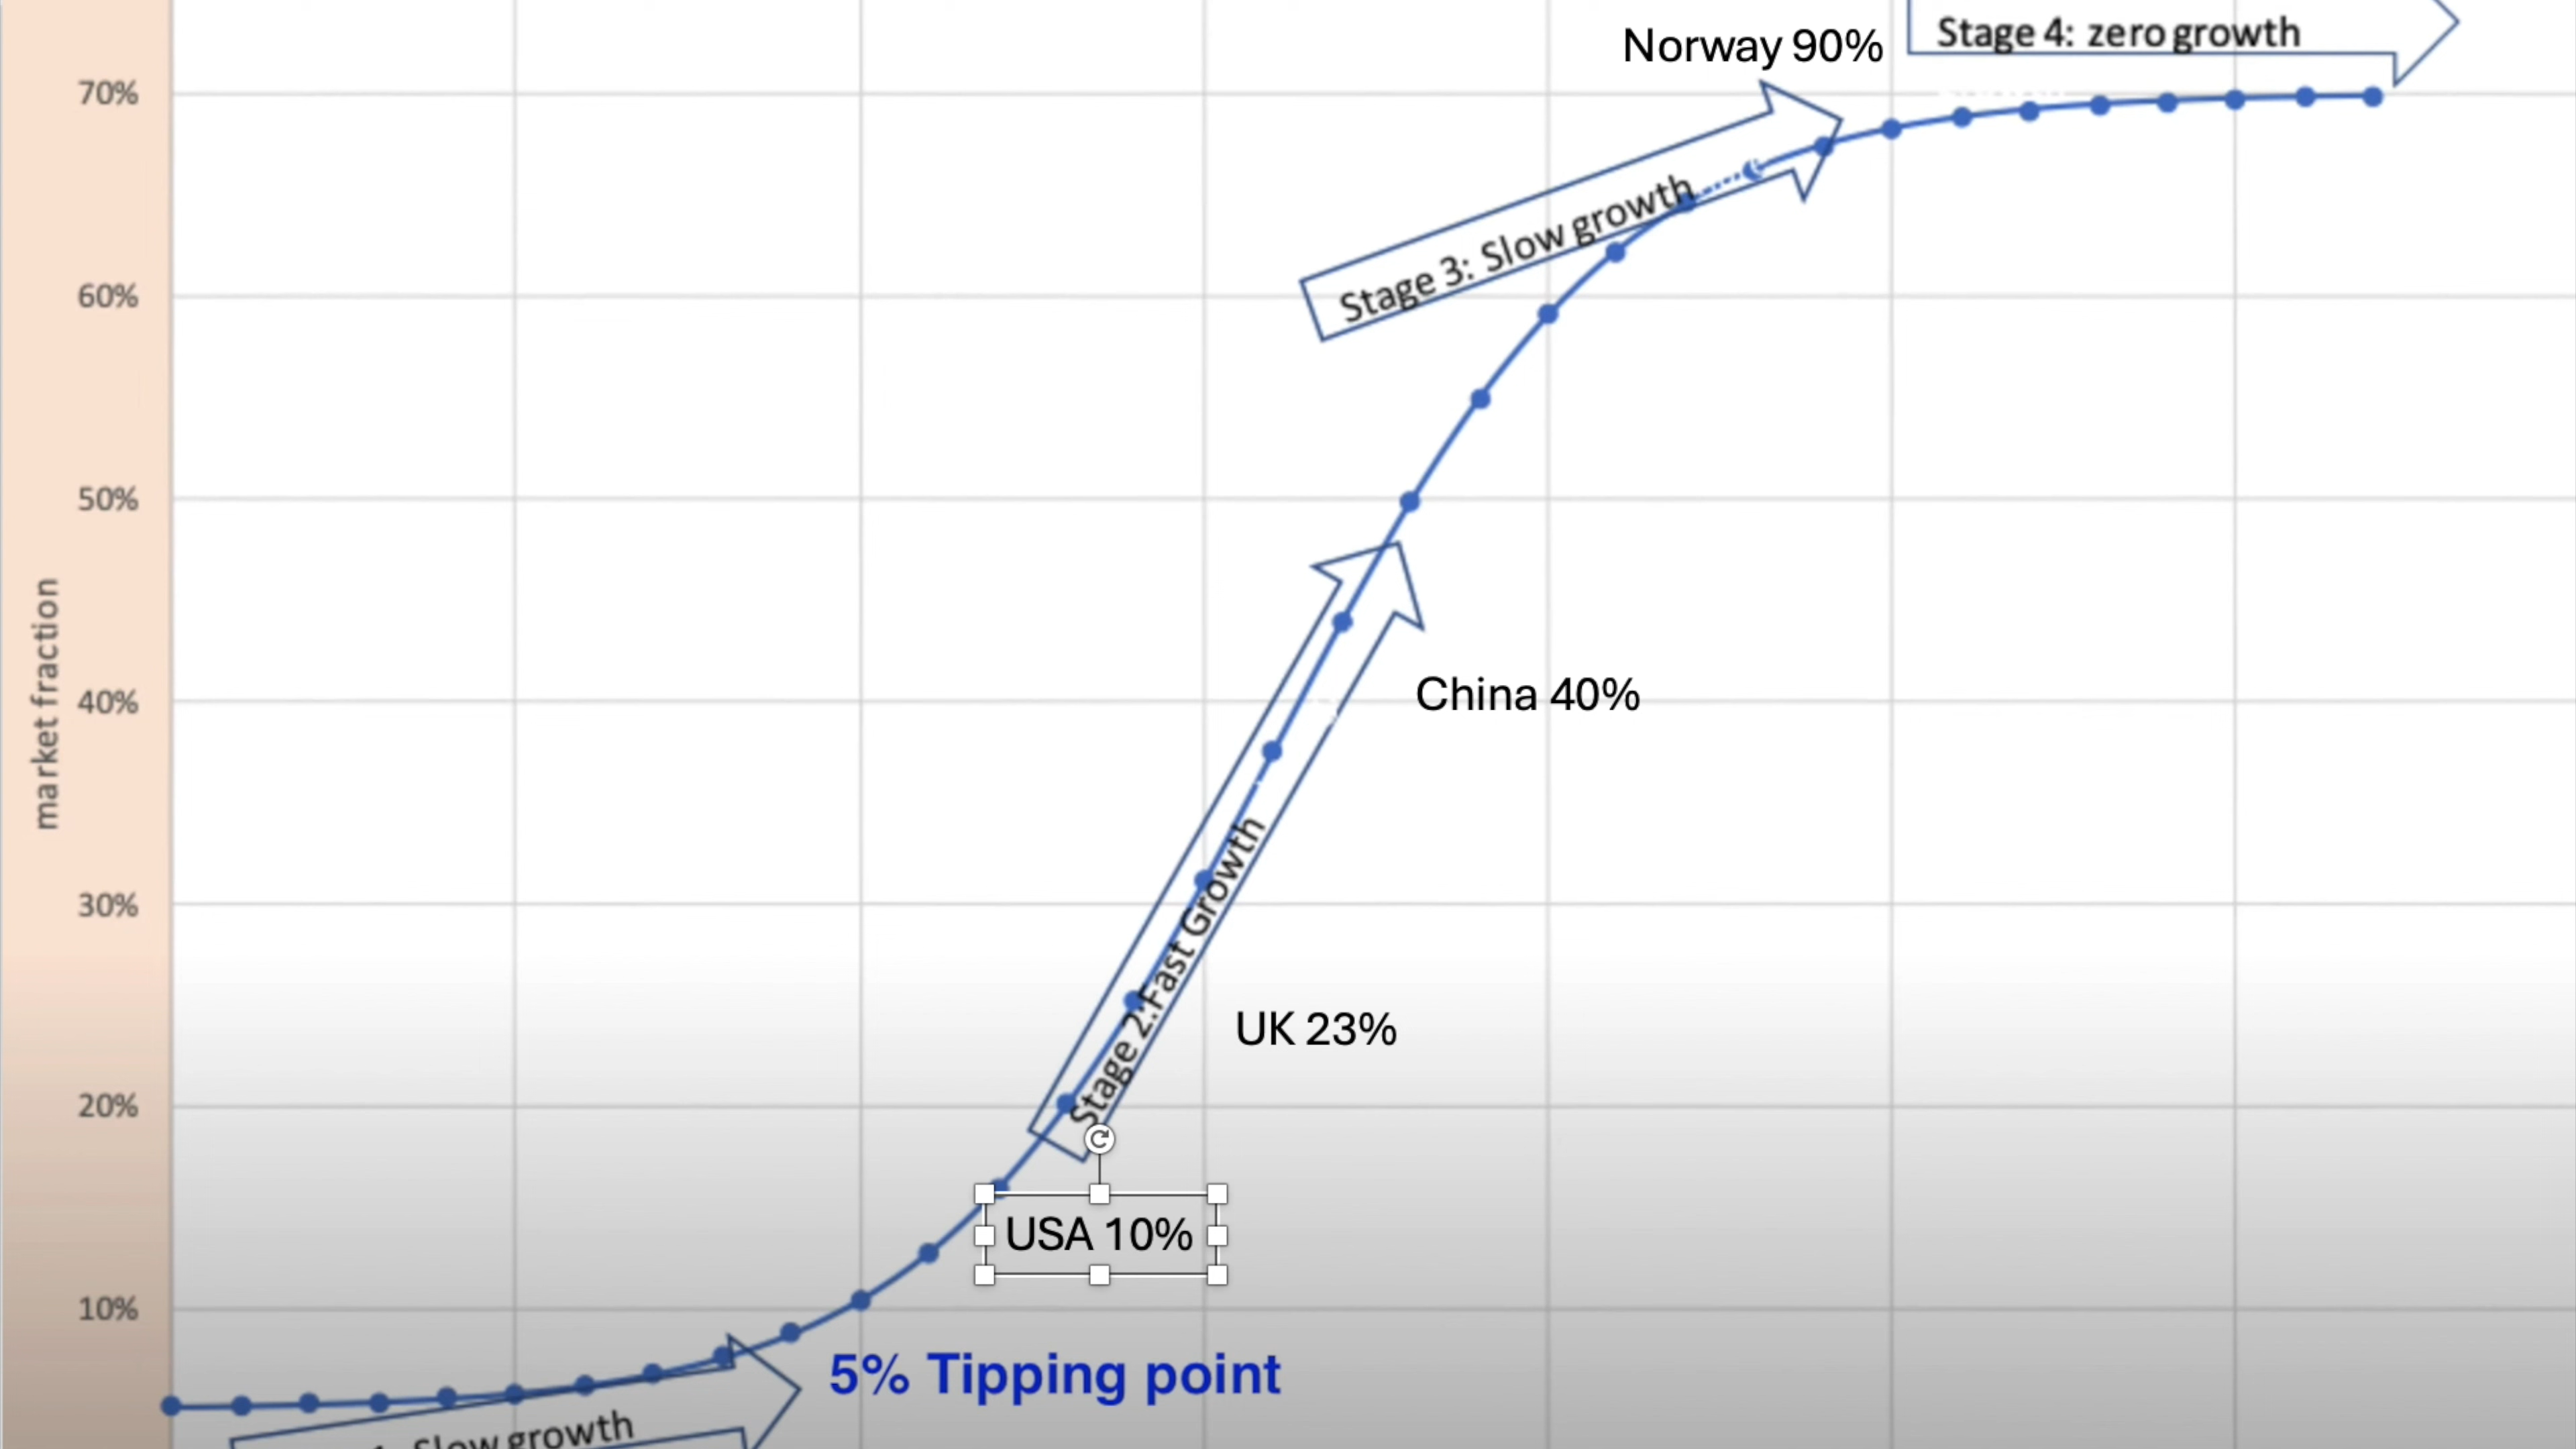 Norway 90%
Stage 4: zero growth
70%
Stage 3: Slow growth
60%
50%
market fraction
China 40%
40%
30%
Stage 2:Fast Growth
UK 23%
20%
USA 10%
10%
5% Tipping point
Slow growth